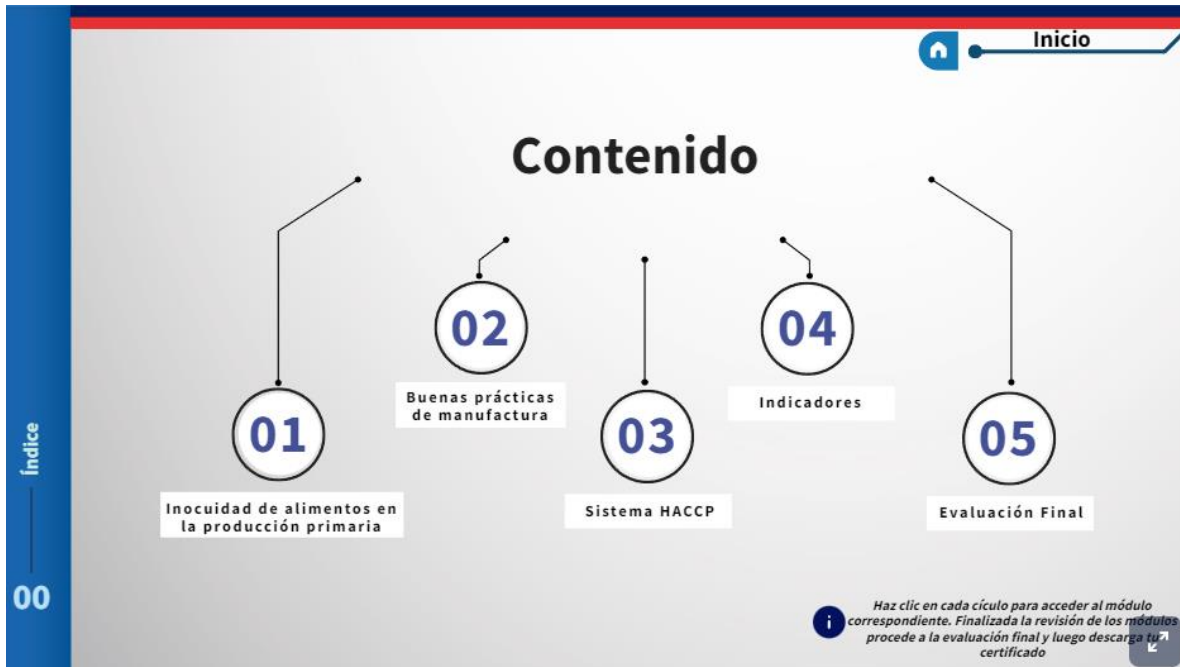 Inicio
Contenido
01
Inocuidad de alimentos en
la producción primaria
02
Buenas prácticas
de manufactura
03
Sistema HACCP
04
Indicadores
05
Evaluación Final
Índice
00
i
Haz clic en cada cículo para acceder al módulo
correspondiente. Finalizada la revisión de los módulos
procede a la evaluación final y luego descarga tu
certificado